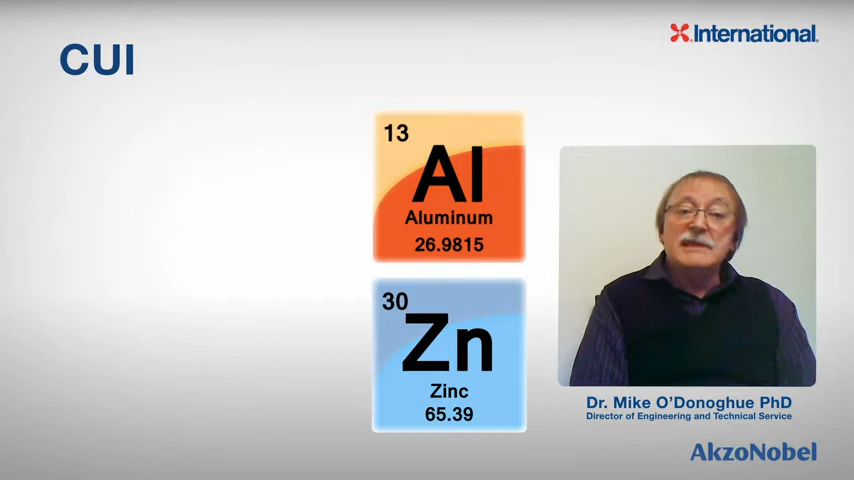 CUI
International
13
Al
Aluminum
26.9815
30
Zn
Zinc
65.39
Dr. Mike O'Donoghue PhD
Director of Engineering and Technical Service
AkzoNobel